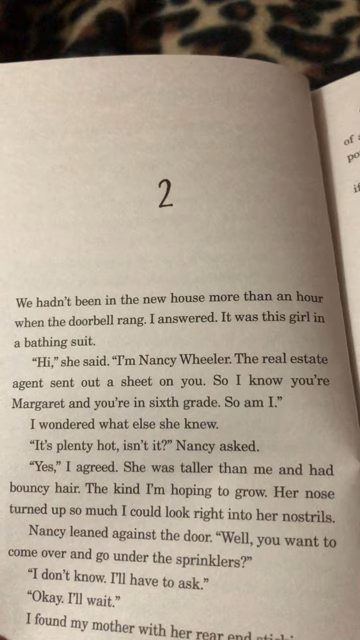 2
We hadn't been in the new house more than an hour
when the doorbell rang. I answered. It was this girl in
a bathing suit.
"Hi," she said. "I'm Nancy Wheeler. The real estate
agent sent out a sheet on you. So I know you're
Margaret and you're in sixth grade. So am I."
I wondered what else she knew.
"It's plenty hot, isn't it?" Nancy asked.
"Yes," I agreed. She was taller than me and had
bouncy hair. The kind I'm hoping to grow. Her nose
turned up so much I could look right into her nostrils.
Nancy leaned against the door. "Well, you want to
come over and go under the sprinklers?"
"I don't know. I'll have to ask."
"Okay. I'll wait."
I found my mother with her rear end
of